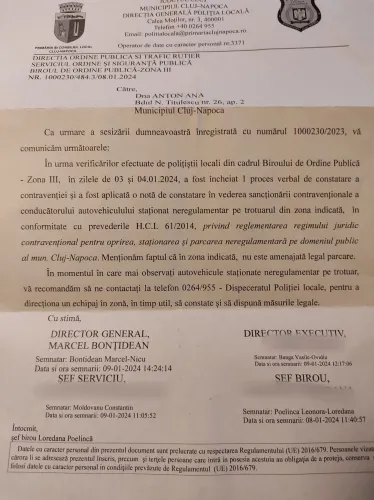 MUNICIPIUL CLUJ-NAPOCA
DIRECȚIA GENERALĂ POLIȚIA LOCALĂ
Calea Moților, nr. 3, 400001
Telefon +40 0264 955
Email: politialocala@primariaclujnapoca.ro
PRIMĂRIA ȘI CONSILIUL LOCAL
CLUJ-NAPOCA
Operator de date cu caracter personal nr.3371
DIRECȚIA ORDINE PUBLICĂ ȘI TRAFIC RUTIER
SERVICIUL ORDINE ȘI SIGURANȚĂ PUBLICĂ
BIROUL DE ORDINE PUBLICĂ-ZONA III
NR. 1000230/484.3/08.01.2024
Către,
Dna ANTON ANA
Bdul N. Titulescu nr. 26, ap. 2
Municipiul Cluj-Napoca
Ca urmare a sesizării dumneavoastră înregistrată cu numărul 1000230/2023, vă
comunicăm următoarele:
În urma verificărilor efectuate de polițiștii locali din cadrul Biroului de Ordine Publică
- Zona III, în zilele de 03 și 04.01.2024, a fost încheiat 1 proces verbal de constatare a
contravenției și a fost aplicată o notă de constatare în vederea sancționării contravenționale a
conducătorului autovehiculului staționat neregulamentar pe trotuarul din zona indicată, în
conformitate cu prevederile H.C.l. 61/2014, privind reglementarea regimului juridic
contravențional pentru oprirea, staționarea și parcarea neregulamentară pe domeniul public
al mun. Cluj-Napoca. Menționăm faptul că în zona indicată, nu este amenajată legal parcare.
În momentul în care mai observați autovehicule staționate neregulamentar pe trotuar,
vă recomandăm să ne contactați la telefon 0264/955 - Dispeceratul Poliției locale, pentru a
direcționa un echipaj în zonă, în timp util, să constate și să dispună măsurile legale.
Cu stimă,
DIRECTOR GENERAL,
MARCEL BONȚIDEAN
DIRECTOR EXECUTIV,
Semnatar: Bontidean Marcel-Nicu
Data si ora semnarii: 09-01-2024 14:24:14
Semnatar: Banga Vasile-Ovidiu
Data si ora semnarii: 09-01-2024 12:17:06
ȘEF SERVICIU,
ȘEF BIROU,
Semnatar: Moldovanu Constantin
Data si ora semnarii: 09-01-2024 11:05:52
Semnatar: Poelinca Leonora-Loredana
Data si ora semnarii: 08-01-2024 11:40:57
Întocmit,
șef birou Loredana Poelincă
Datele cu caracter personal din prezentul document sunt prelucrate cu respectarea Regulamentului (UE) 2016/679. Persoanele vizate
cărora li se adresează prezentul înscris, precum și terțele persoane care intră în posesia acestuia au obligația de a proteja, conserva
folosi datele cu caracter personal în condițiile prevăzute de Regulamentul (UE) 2016/679.